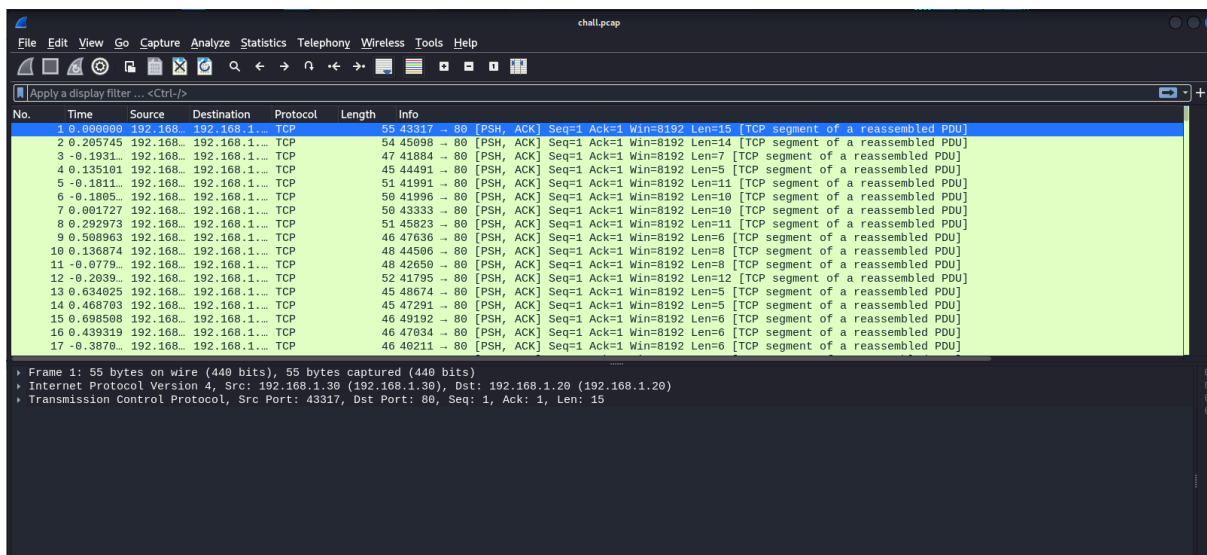 chall.pcap
File Edit View Go Capture Analyze Statistics Telephony Wireless Tools Help
Apply a display filter ... <Ctrl-/>
No. Time Source Destination Protocol Length Info
1 0.000000 192.168… 192.168.1.… TCP 55 43317 → 80 [PSH, ACK] Seq=1 Ack=1 Win=8192 Len=15 [TCP segment of a reassembled PDU]
2 0.205745 192.168… 192.168.1.… TCP 54 45098 → 80 [PSH, ACK] Seq=1 Ack=1 Win=8192 Len=14 [TCP segment of a reassembled PDU]
3 -0.1931… 192.168… 192.168.1.… TCP 47 41884 → 80 [PSH, ACK] Seq=1 Ack=1 Win=8192 Len=7 [TCP segment of a reassembled PDU]
4 0.135101 192.168… 192.168.1.… TCP 45 44491 → 80 [PSH, ACK] Seq=1 Ack=1 Win=8192 Len=5 [TCP segment of a reassembled PDU]
5 -0.1811… 192.168… 192.168.1.… TCP 51 41991 → 80 [PSH, ACK] Seq=1 Ack=1 Win=8192 Len=11 [TCP segment of a reassembled PDU]
6 -0.1805… 192.168… 192.168.1.… TCP 50 41996 → 80 [PSH, ACK] Seq=1 Ack=1 Win=8192 Len=10 [TCP segment of a reassembled PDU]
7 0.001727 192.168… 192.168.1.… TCP 50 43333 → 80 [PSH, ACK] Seq=1 Ack=1 Win=8192 Len=10 [TCP segment of a reassembled PDU]
8 0.292973 192.168… 192.168.1.… TCP 51 45823 → 80 [PSH, ACK] Seq=1 Ack=1 Win=8192 Len=11 [TCP segment of a reassembled PDU]
9 0.508963 192.168… 192.168.1.… TCP 46 47636 → 80 [PSH, ACK] Seq=1 Ack=1 Win=8192 Len=6 [TCP segment of a reassembled PDU]
10 0.136874 192.168… 192.168.1.… TCP 48 44506 → 80 [PSH, ACK] Seq=1 Ack=1 Win=8192 Len=8 [TCP segment of a reassembled PDU]
11 -0.0779… 192.168… 192.168.1.… TCP 48 42650 → 80 [PSH, ACK] Seq=1 Ack=1 Win=8192 Len=8 [TCP segment of a reassembled PDU]
12 -0.2039… 192.168… 192.168.1.… TCP 52 41795 → 80 [PSH, ACK] Seq=1 Ack=1 Win=8192 Len=12 [TCP segment of a reassembled PDU]
13 0.634025 192.168… 192.168.1.… TCP 45 48674 → 80 [PSH, ACK] Seq=1 Ack=1 Win=8192 Len=5 [TCP segment of a reassembled PDU]
14 0.468703 192.168… 192.168.1.… TCP 45 47291 → 80 [PSH, ACK] Seq=1 Ack=1 Win=8192 Len=5 [TCP segment of a reassembled PDU]
15 0.698508 192.168… 192.168.1.… TCP 46 49192 → 80 [PSH, ACK] Seq=1 Ack=1 Win=8192 Len=6 [TCP segment of a reassembled PDU]
16 0.439319 192.168… 192.168.1.… TCP 46 47034 → 80 [PSH, ACK] Seq=1 Ack=1 Win=8192 Len=6 [TCP segment of a reassembled PDU]
17 -0.3870… 192.168… 192.168.1.… TCP 46 40211 → 80 [PSH, ACK] Seq=1 Ack=1 Win=8192 Len=6 [TCP segment of a reassembled PDU]
Frame 1: 55 bytes on wire (440 bits), 55 bytes captured (440 bits)
Internet Protocol Version 4, Src: 192.168.1.30 (192.168.1.30), Dst: 192.168.1.20 (192.168.1.20)
Transmission Control Protocol, Src Port: 43317, Dst Port: 80, Seq: 1, Ack: 1, Len: 15